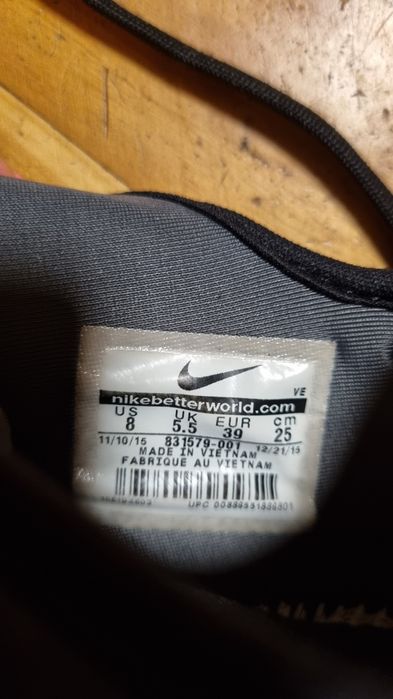 VE
nikebetterworld.com
US UK EUR cm
8 5.5 39 25
11/10/15 831579-001 12/21/15
MADE IN VIETNAM
FABRIQUE AU VIETNAM
UPC